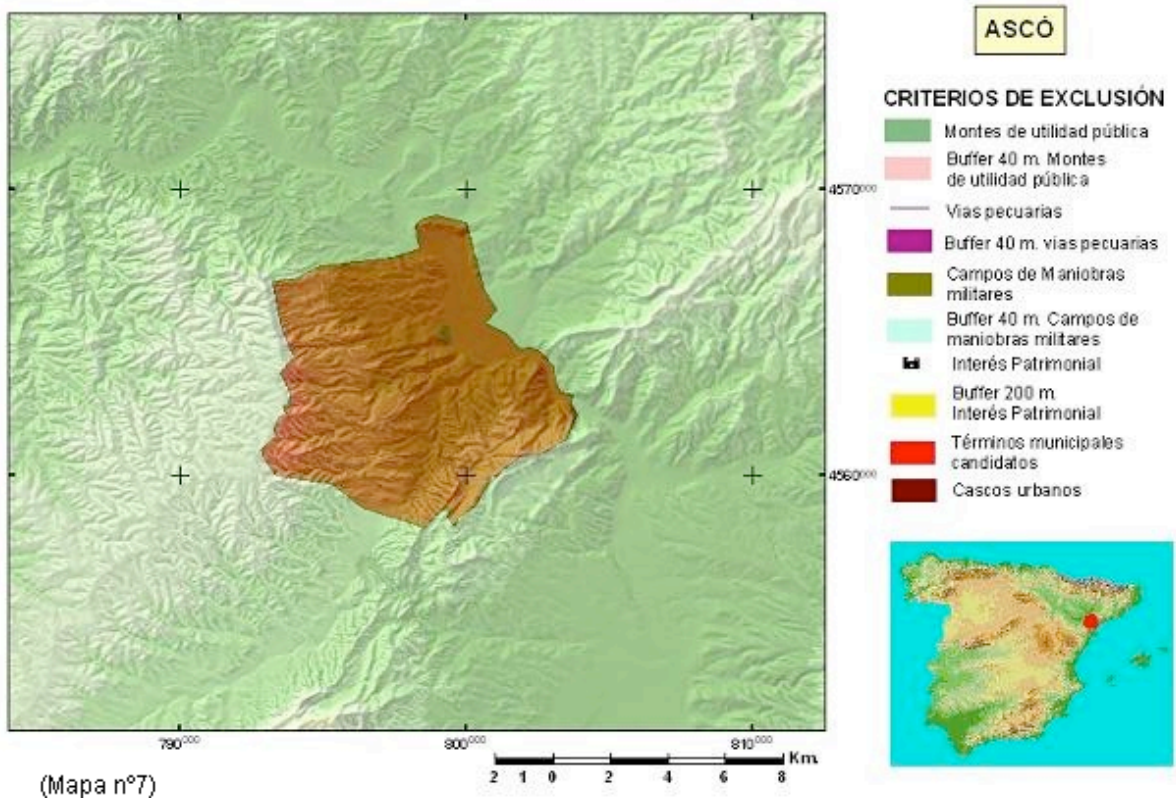 ASCÓ
CRITERIOS DE EXCLUSIÓN
Montes de utilidad pública
Buffer 40 m. Montes
de utilidad pública
Vias pecuarias
Buffer 40 m. vías pecuarias
Campos de Maniobras
militares
Buffer 40 m. Campos de
maniobras militares
Interés Patrimonial
Buffer 200 m.
Interés Patrimonial
Términos municipales
candidatos
Cascos urbanos
4570000
4560000
790000
800000
810000
Km.
2 1 0 2 4 6 8
(Mapa nº7)